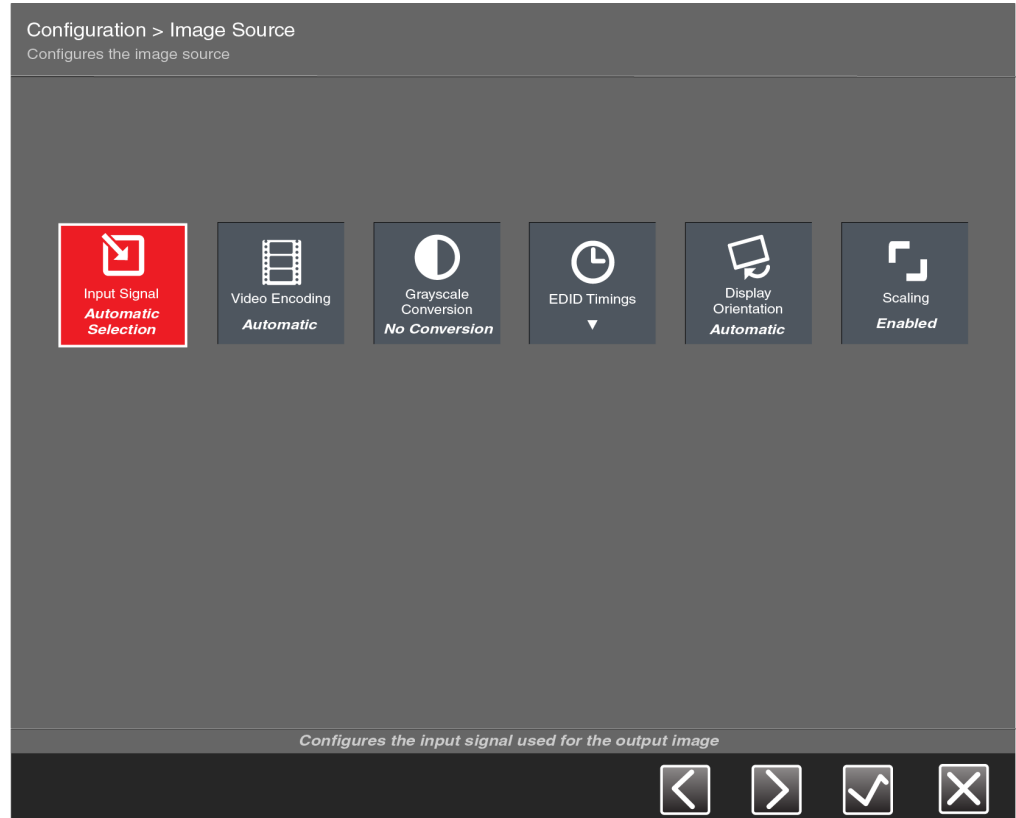 Configuration > Image Source
Configures the image source
Input Signal
Automatic
Selection
Video Encoding
Automatic
Grayscale
Conversion
No Conversion
EDID Timings
▼
Display
Orientation
Automatic
Scaling
Enabled
Configures the input signal used for the output image